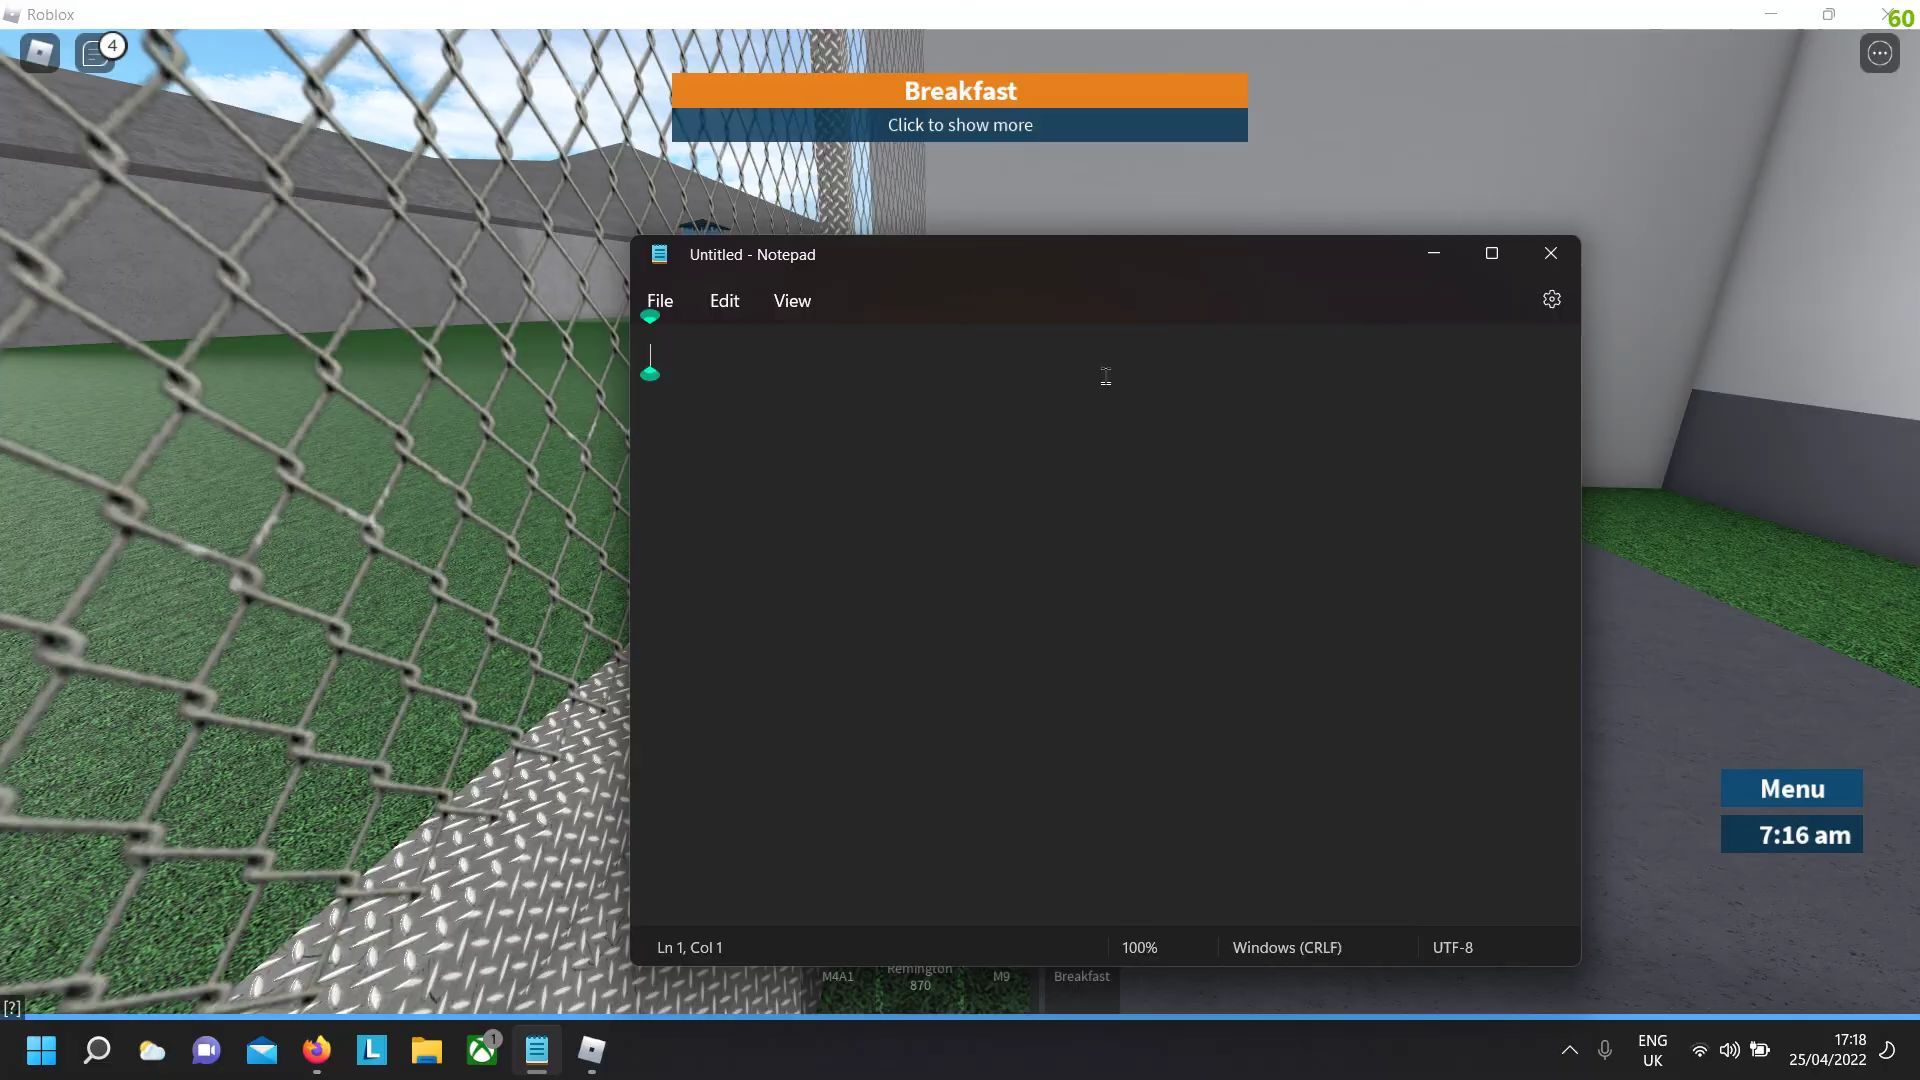 Roblox
60
4
Breakfast
Click to show more
Untitled - Notepad
File Edit View
Menu
7:16 am
Ln 1, Col 1 100% Windows (CRLF) UTF-8
M4A1 Remington 870 M9 Breakfast
[?]
L
1
ENG
UK
17:18
25/04/2022